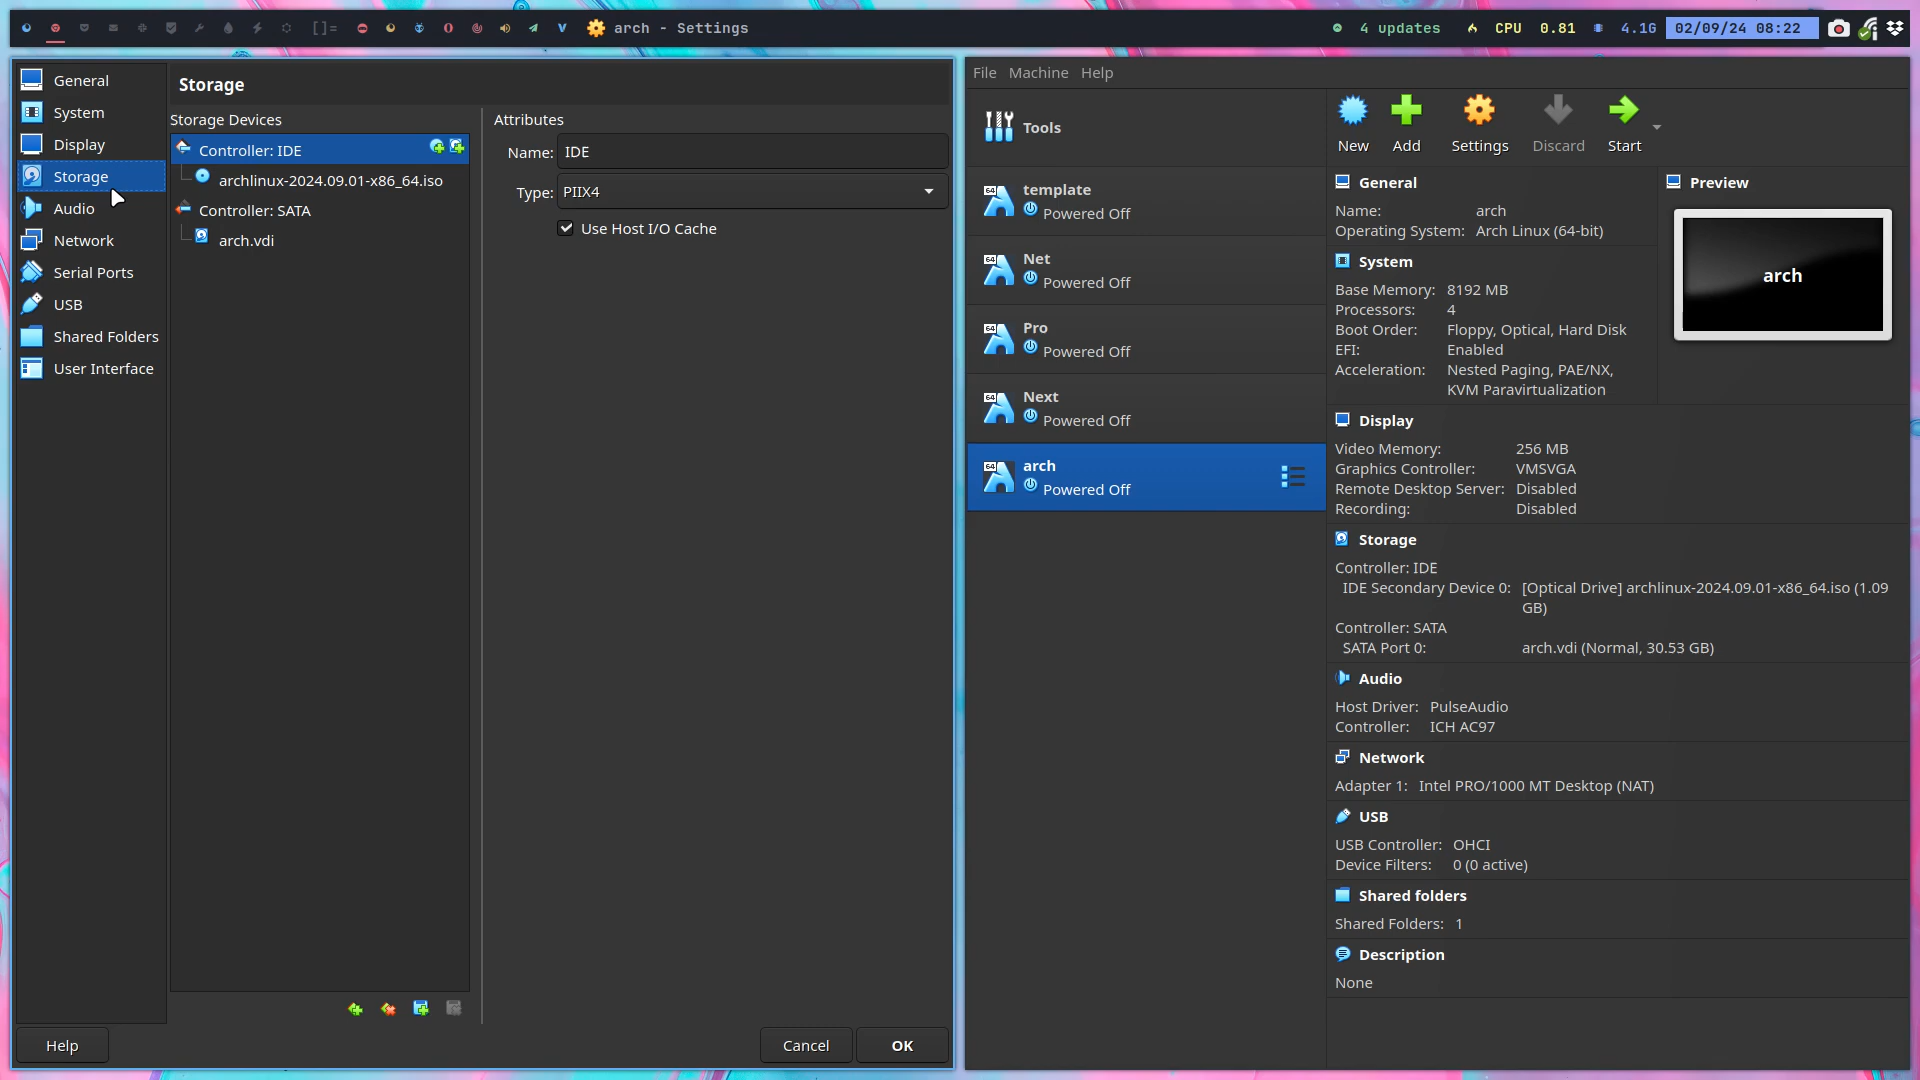 []= arch - Settings 4 updates CPU 0.81 4.1G 02/09/24 08:22
General
System
Display
Storage
Audio
Network
Serial Ports
USB
Shared Folders
User Interface
Storage
Storage Devices
Controller: IDE
archlinux-2024.09.01-x86_64.iso
Controller: SATA
arch.vdi
Attributes
Name: IDE
Type: PIIX4
Use Host I/O Cache
Help
Cancel
OK
File Machine Help
Tools
New Add Settings Discard Start
64 template
Powered Off
64 Net
Powered Off
64 Pro
Powered Off
64 Next
Powered Off
64 arch
Powered Off
General
Name: arch
Operating System: Arch Linux (64-bit)
System
Base Memory: 8192 MB
Processors: 4
Boot Order: Floppy, Optical, Hard Disk
EFI: Enabled
Acceleration: Nested Paging, PAE/NX,
KVM Paravirtualization
Preview
arch
Display
Video Memory: 256 MB
Graphics Controller: VMSVGA
Remote Desktop Server: Disabled
Recording: Disabled
Storage
Controller: IDE
IDE Secondary Device 0: [Optical Drive] archlinux-2024.09.01-x86_64.iso (1.09
GB)
Controller: SATA
SATA Port 0: arch.vdi (Normal, 30.53 GB)
Audio
Host Driver: PulseAudio
Controller: ICH AC97
Network
Adapter 1: Intel PRO/1000 MT Desktop (NAT)
USB
USB Controller: OHCI
Device Filters: 0 (0 active)
Shared folders
Shared Folders: 1
Description
None